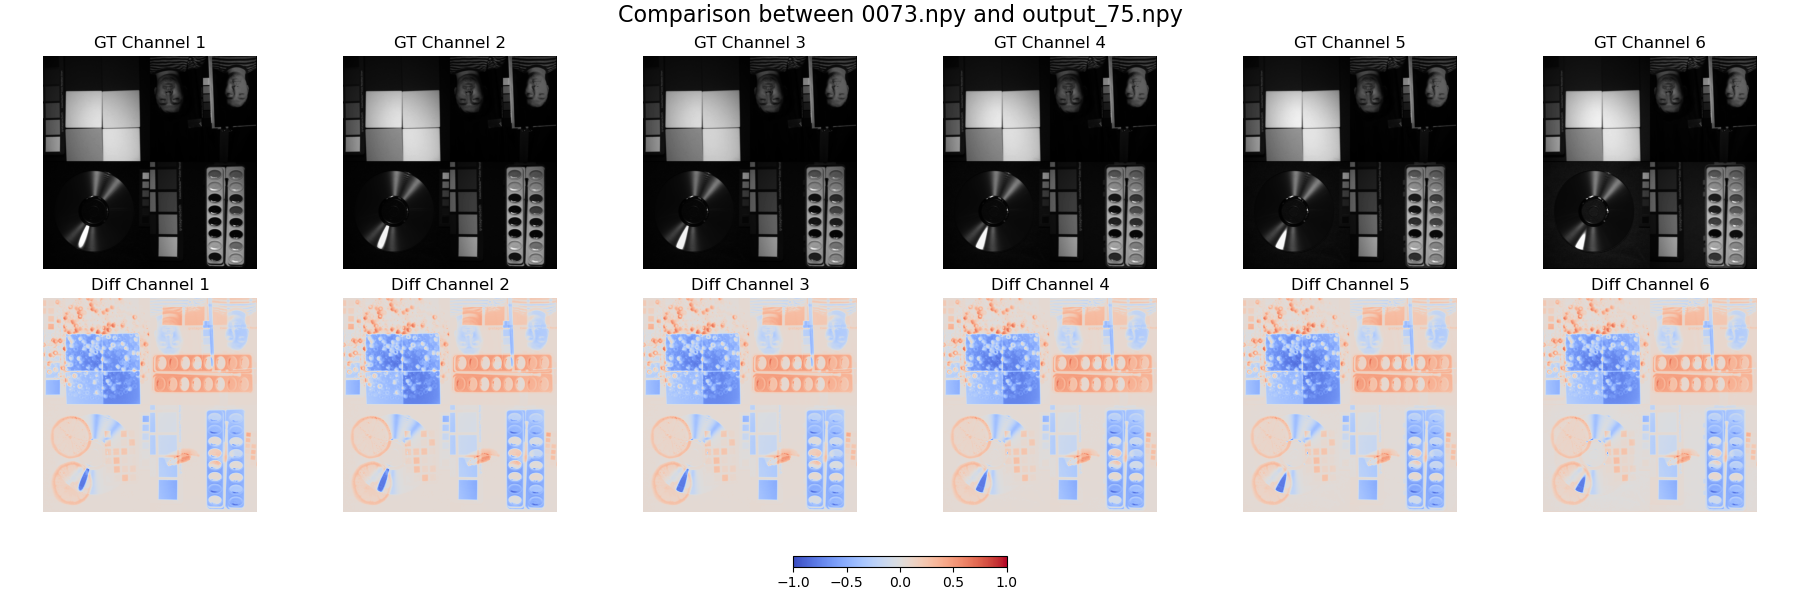 Comparison between 0073.npy and output_75.npy
GT Channel 1
GT Channel 2
GT Channel 3
GT Channel 4
GT Channel 5
GT Channel 6
Diff Channel 1
Diff Channel 2
Diff Channel 3
Diff Channel 4
Diff Channel 5
Diff Channel 6
−1.0 −0.5 0.0 0.5 1.0